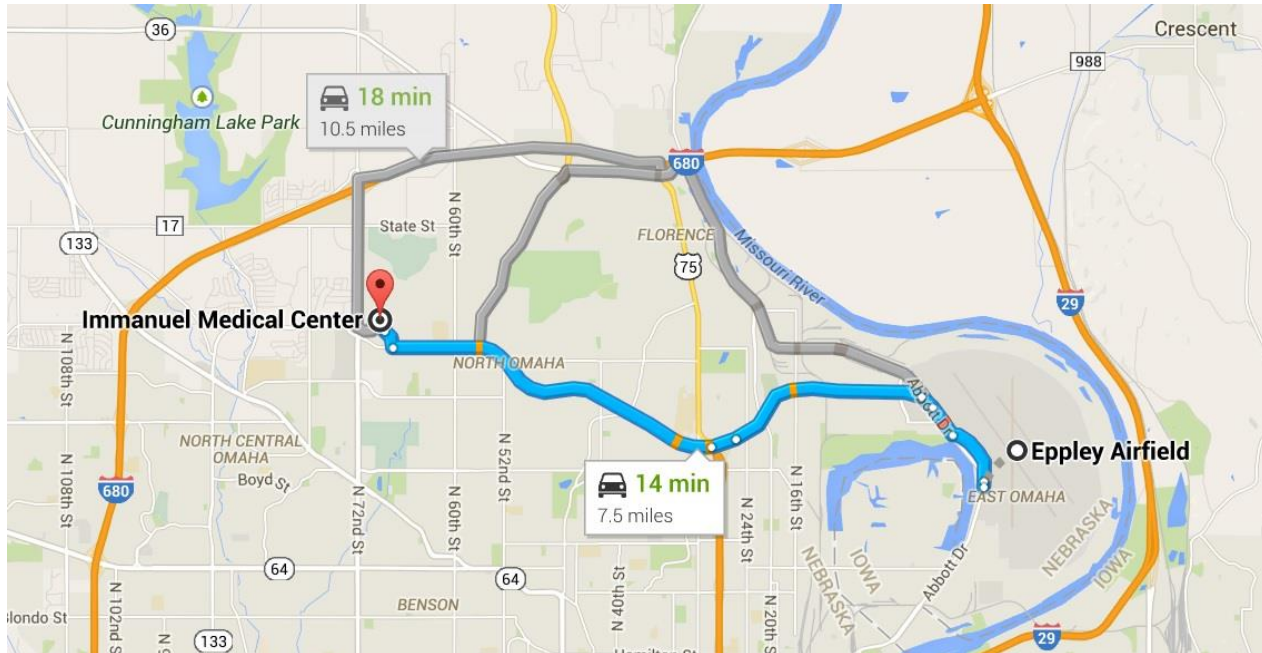 36
Crescent
988
18 min
10.5 miles
Cunningham Lake Park
680
17
State St
N 60th St
133
FLORENCE
75
Missouri River
29
Immanuel Medical Center
N 108th St
NORTH OMAHA
Abbott Dr
NORTH CENTRAL
OMAHA
Boyd St
N 52nd St
Eppley Airfield
14 min
7.5 miles
EAST OMAHA
680
N 108th St
N 72nd St
N 60th St
N 24th St
N 16th St
NEBRASKA
IOWA
NEBRASKA
IOWA
Abbott Dr
64
64
N 40th St
N 20th St
BENSON
Blondo St
N 102nd St
133
29
Hamilton St